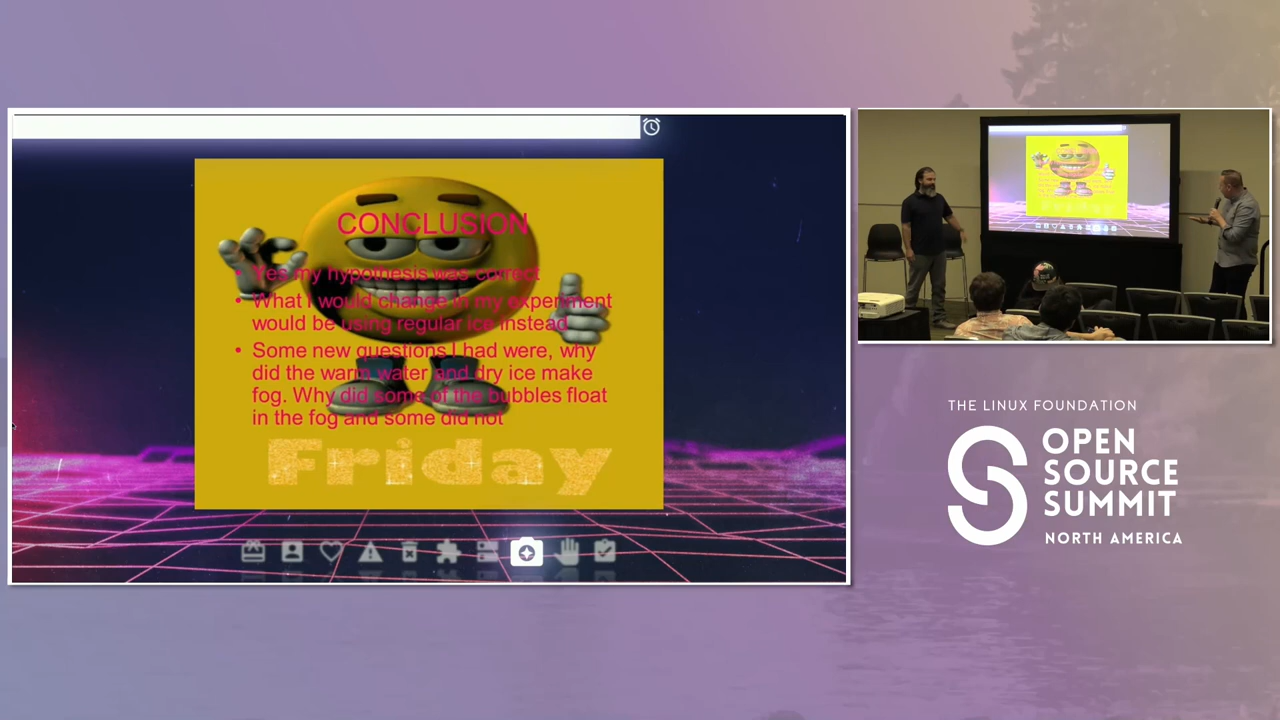 CONCLUSION
• Yes my hypothesis was correct
• What I would change in my experiment
would be using regular ice instead
• Some new questions I had were, why
did the warm water and dry ice make
fog. Why did some of the bubbles float
in the fog and some did not
Friday
THE LINUX FOUNDATION
OPEN
SOURCE
SUMMIT
NORTH AMERICA